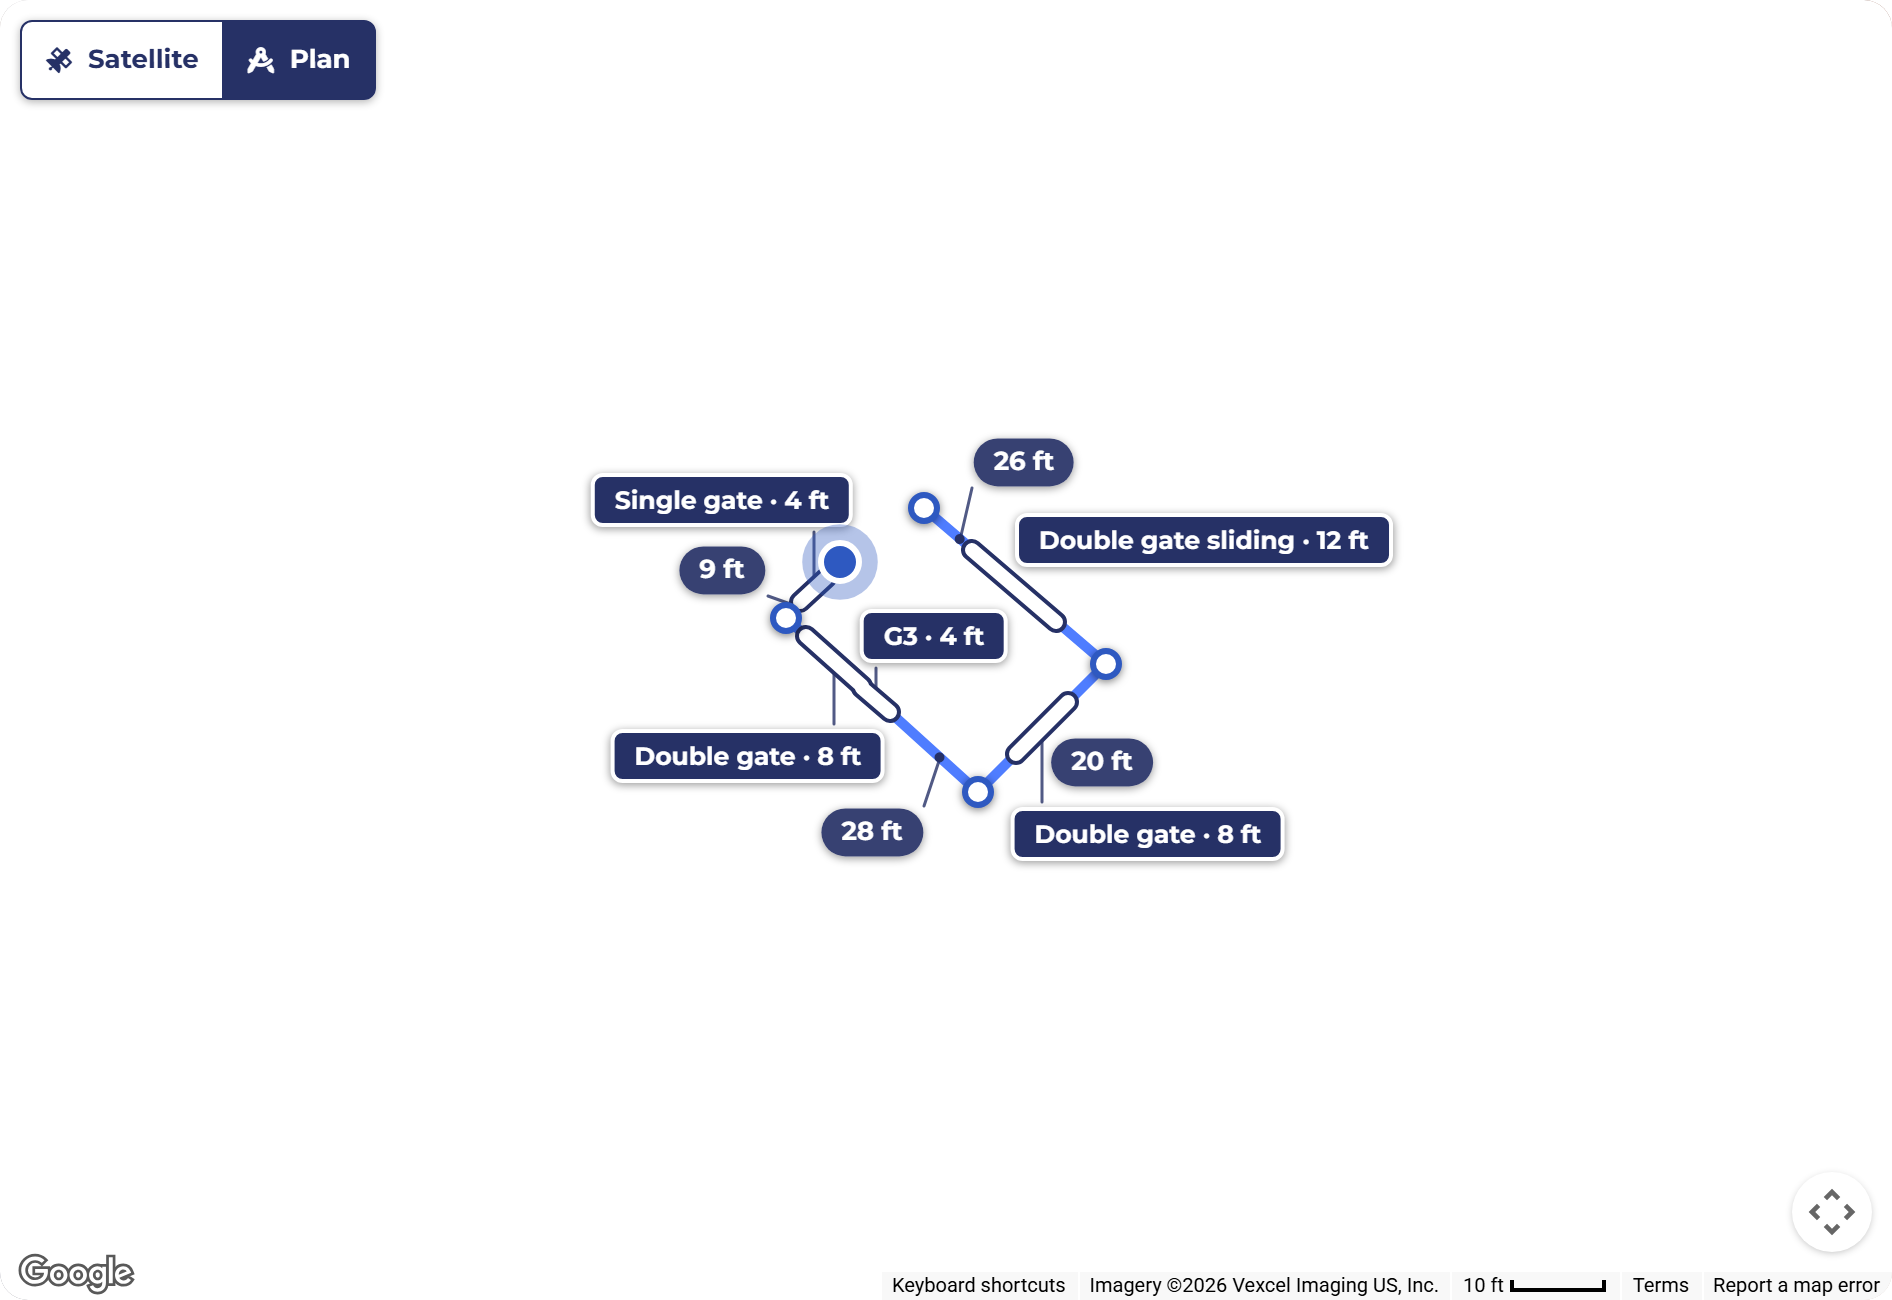 Satellite
Plan
26 ft
Single gate • 4 ft
Double gate sliding • 12 ft
9 ft
G3 • 4 ft
Double gate • 8 ft
20 ft
28 ft
Double gate • 8 ft
Google
Keyboard shortcuts
Imagery ©2026 Vexcel Imaging US, Inc.
10 ft
Terms
Report a map error